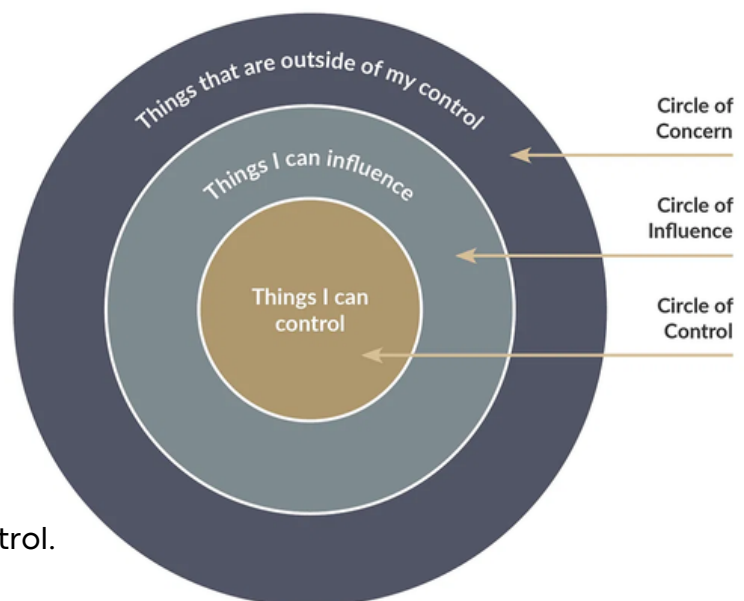 Things that are outside of my control
Things I can influence
Things I can
control
Circle of
Concern
Circle of
Influence
Circle of
Control
trol.